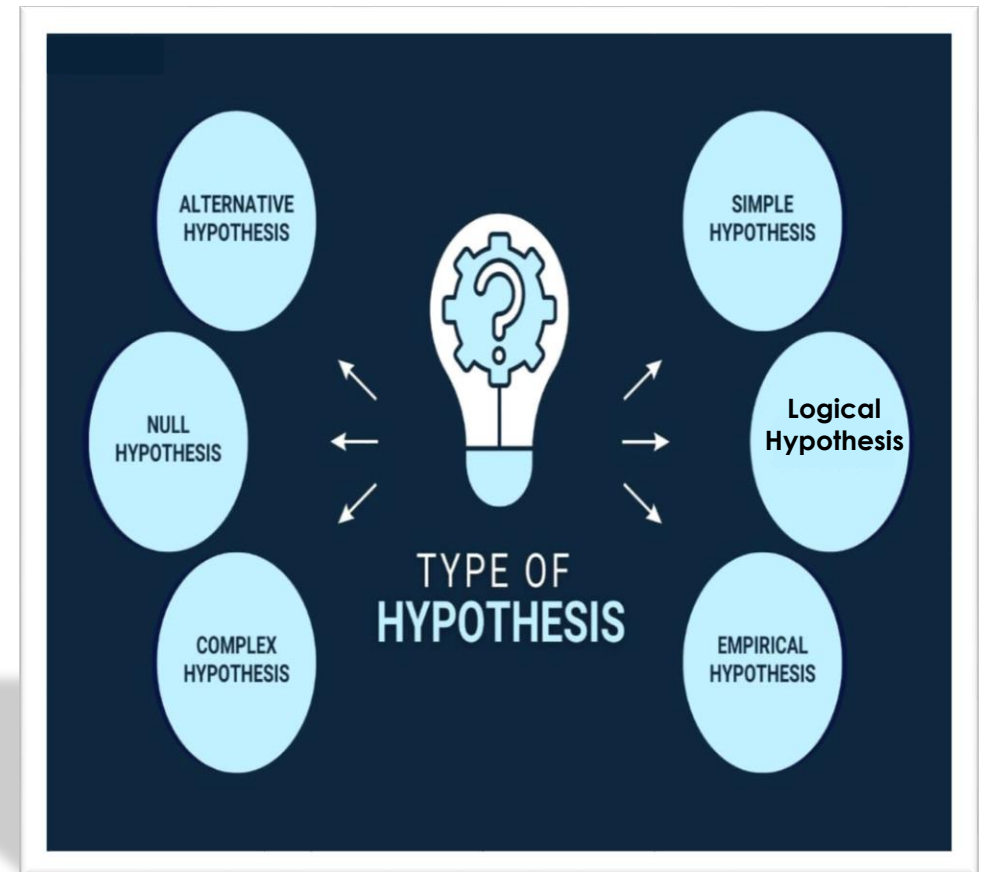 ALTERNATIVE
HYPOTHESIS
NULL
HYPOTHESIS
COMPLEX
HYPOTHESIS
?
TYPE OF
HYPOTHESIS
SIMPLE
HYPOTHESIS
Logical
Hypothesis
EMPIRICAL
HYPOTHESIS